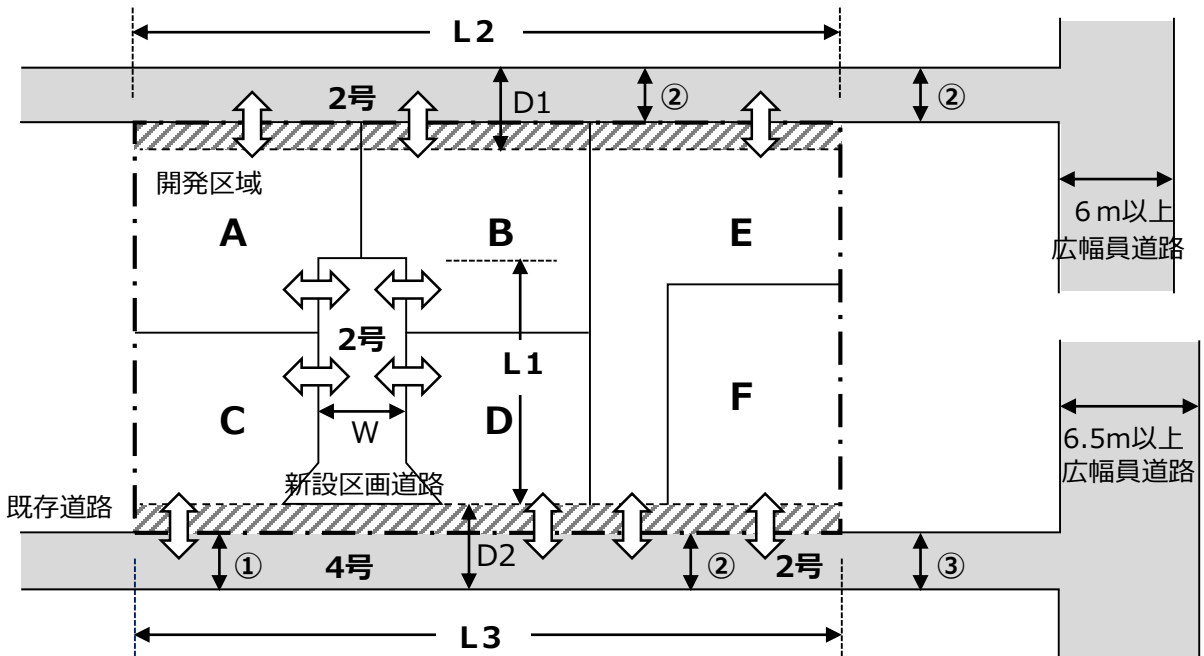 L2
2号
D1
②
②
開発区域
6m以上
広幅員道路
A
B
E
2号
L1
C
W
D
F
6.5m以上
広幅員道路
新設区画道路
既存道路
①
4号
D2
②
2号
③
L3